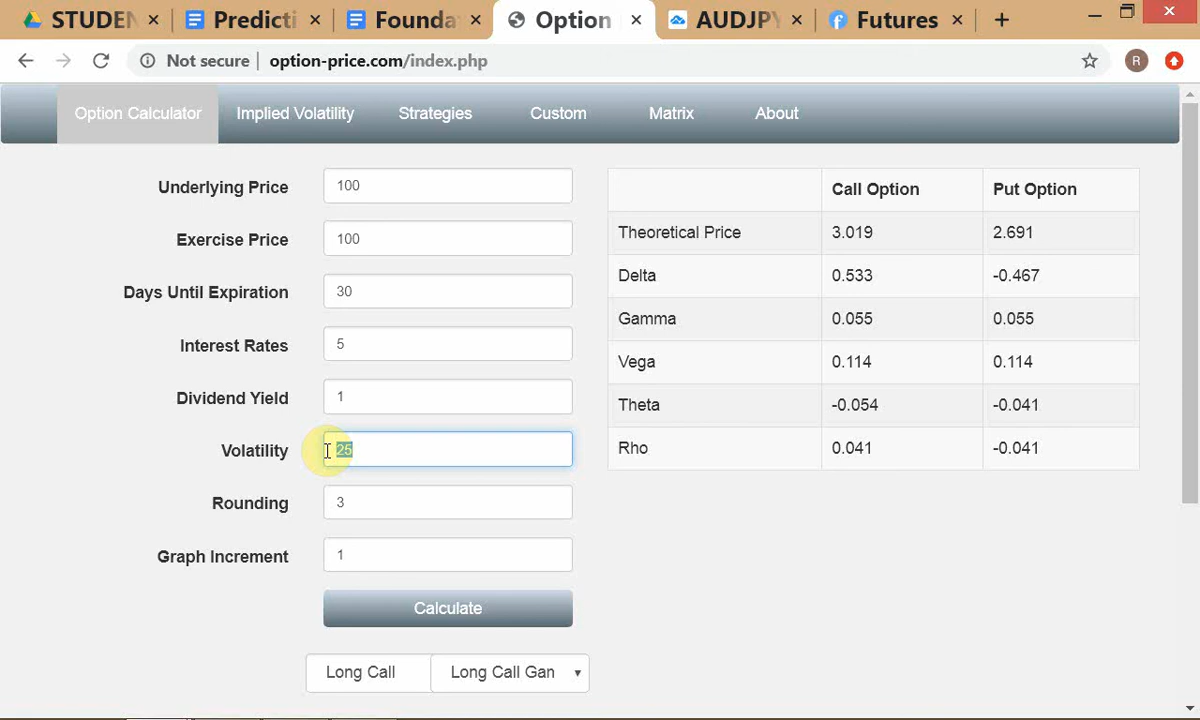 STUDEN × Predicti × Founda × Option × AUDJPY × Futures × +
Not secure | option-price.com/index.php R
Option Calculator Implied Volatility Strategies Custom Matrix About
Underlying Price 100
Exercise Price 100
Days Until Expiration 30
Interest Rates 5
Dividend Yield 1
Volatility 25
Rounding 3
Graph Increment 1
Calculate
Long Call Long Call Gan
Call Option Put Option
Theoretical Price 3.019 2.691
Delta 0.533 -0.467
Gamma 0.055 0.055
Vega 0.114 0.114
Theta -0.054 -0.041
Rho 0.041 -0.041